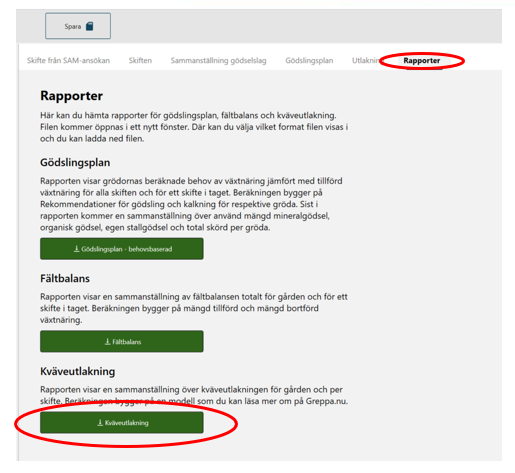 Spara
Skifte från SAM-ansökan Skiften Sammanställning gödselslag Gödslingsplan Utlakning Rapporter
Rapporter
Här kan du hämta rapporter för gödslingsplan, fältbalans och kväveutlakning.
Filen kommer öppnas i ett nytt fönster. Där kan du välja vilket format filen visas i
och du kan ladda ned filen.
Gödslingsplan
Rapporten visar grödornas beräknade behov av växtnäring jämfört med tillförd
växtnäring för alla skiften och för ett skifte i taget. Beräkningen bygger på
Rekommendationer för gödsling och kalkning för respektive gröda. Sist i
rapporten kommer en sammanställning över använd mängd mineralgödsel,
organisk gödsel, egen stallgödsel och total skörd per gröda.
Gödslingsplan - behovsbaserad
Fältbalans
Rapporten visar en sammanställning av fältbalansen totalt för gården och för ett
skifte i taget. Beräkningen bygger på mängd tillförd och mängd bortförd
växtnäring.
Fältbalans
Kväveutlakning
Rapporten visar en sammanställning över kväveutlakningen för gården och per
skifte. Beräkningen bygger på en modell som du kan läsa mer om på Greppa.nu.
Kväveutlakning